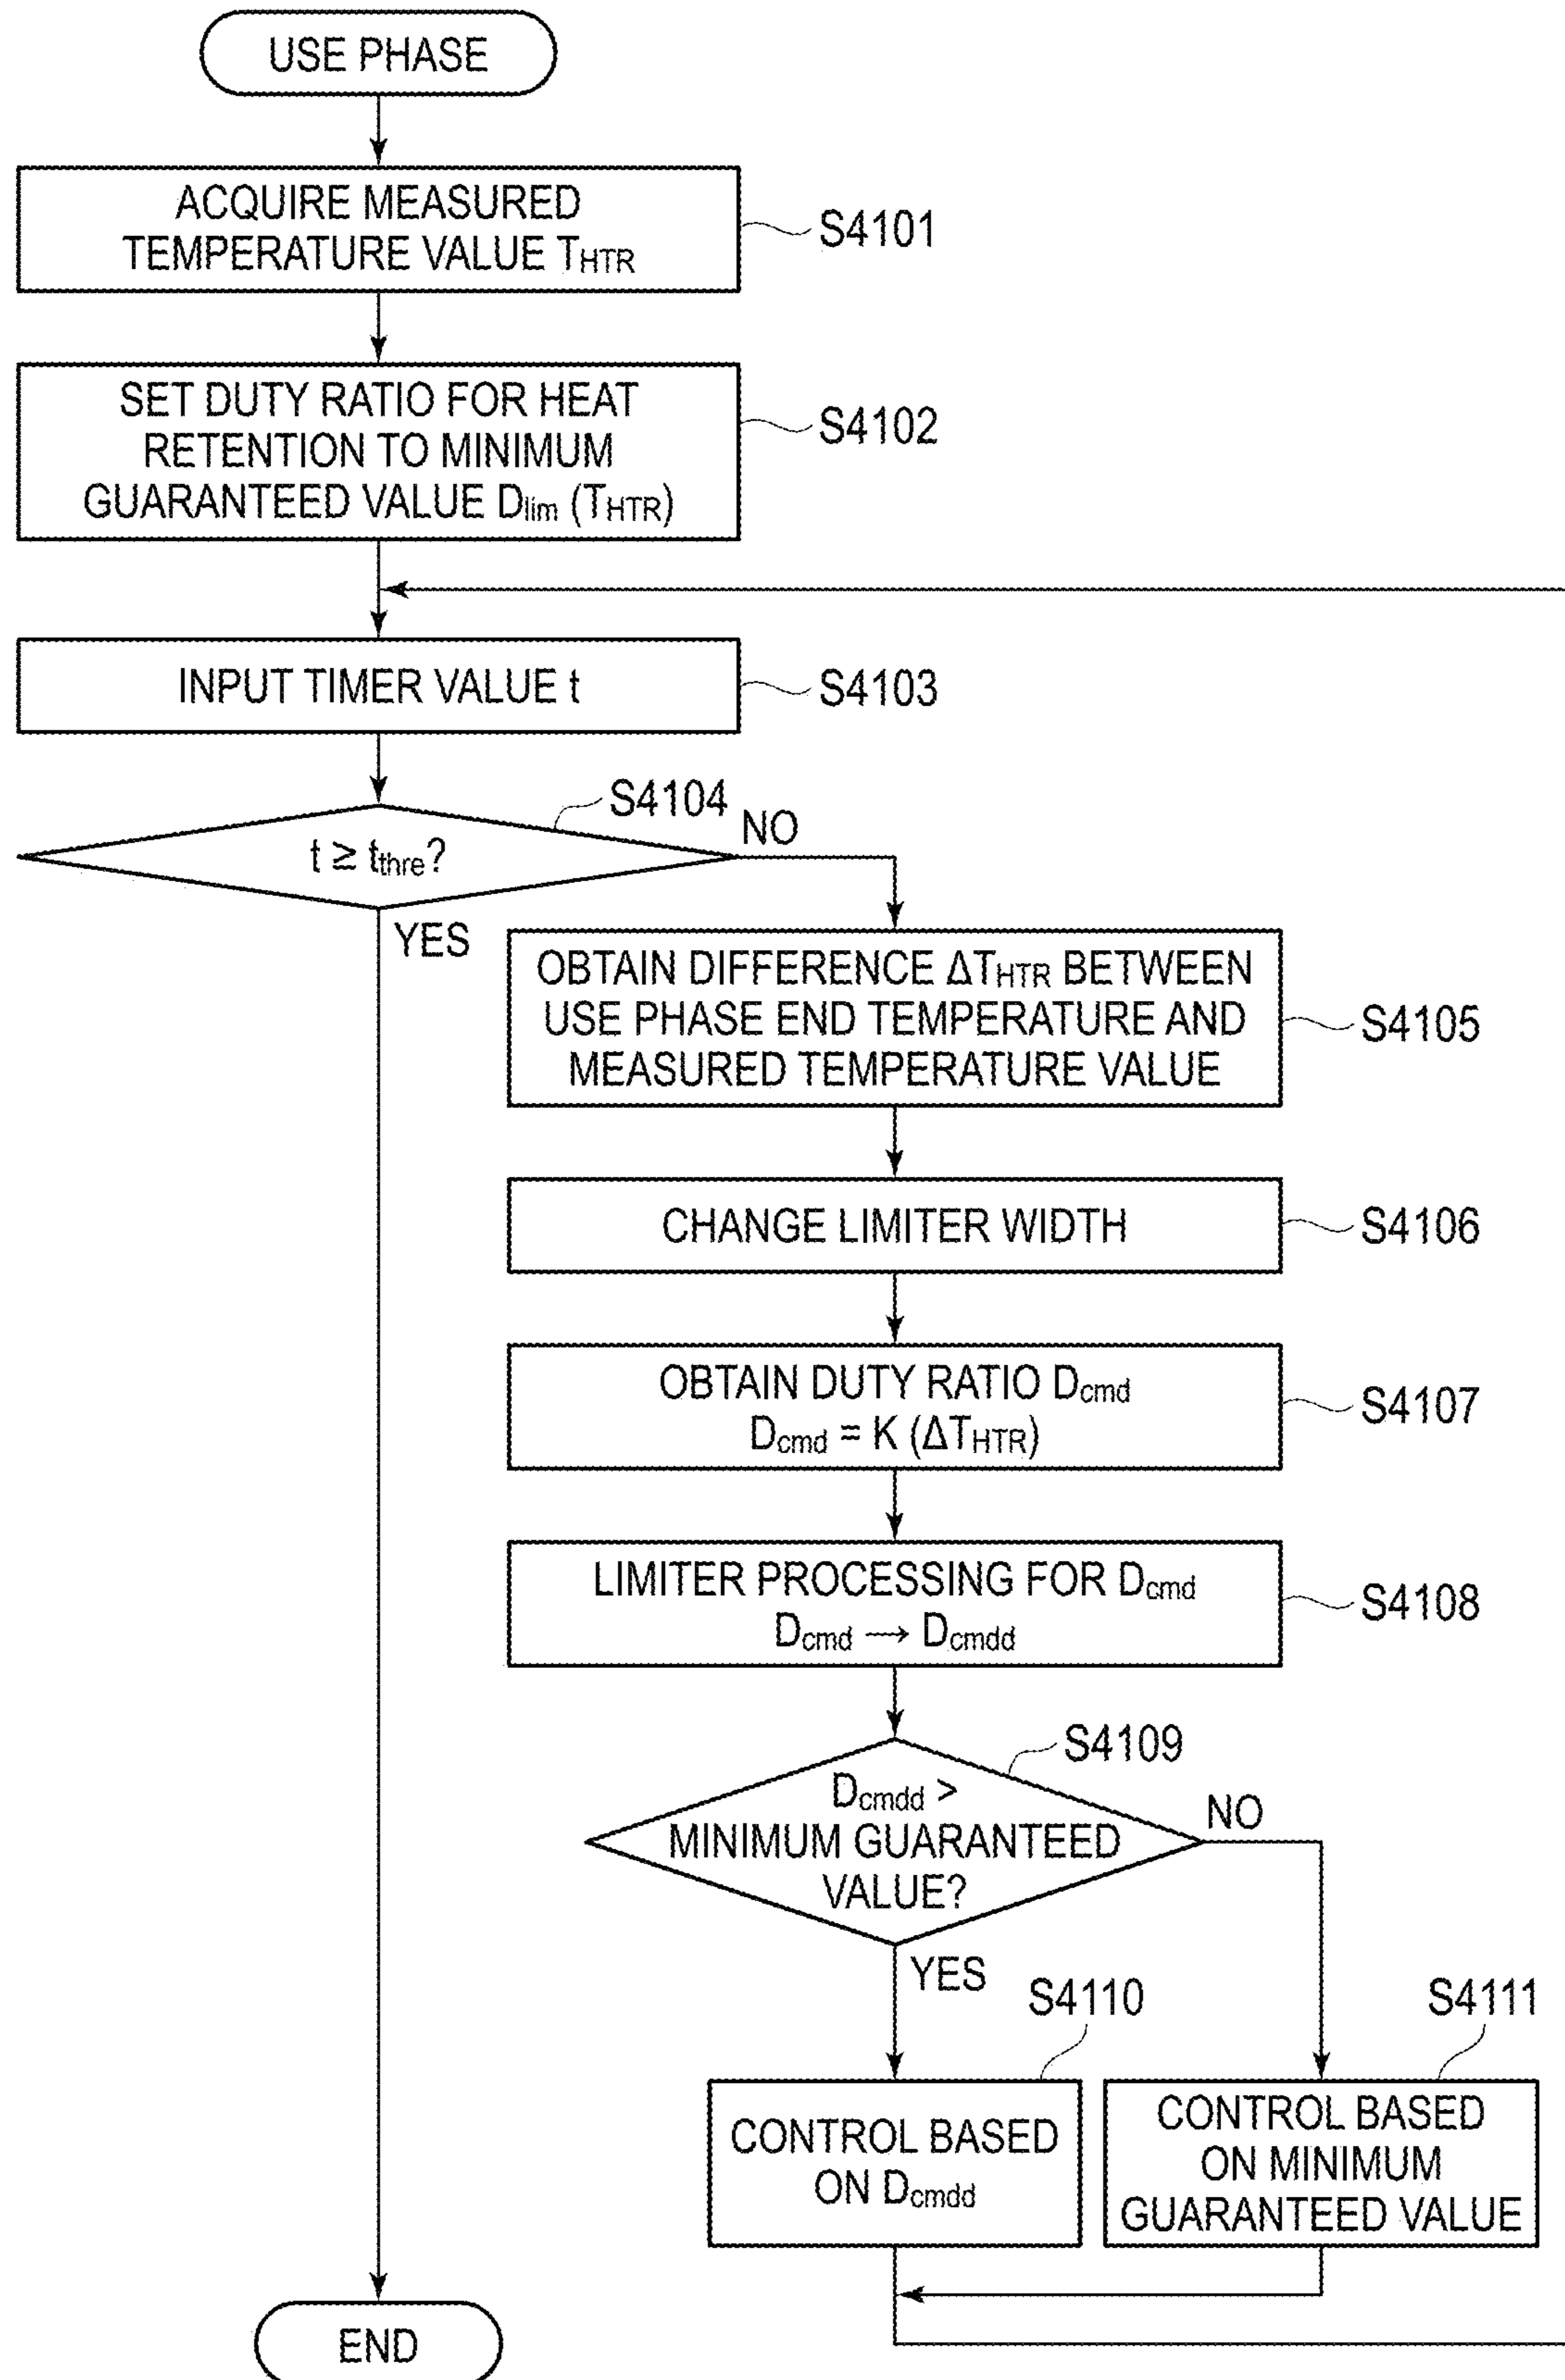 USE PHASE
ACQUIRE MEASURED
TEMPERATURE VALUE THTR
S4101
SET DUTY RATIO FOR HEAT
RETENTION TO MINIMUM
GUARANTEED VALUE Dlim (THTR)
S4102
INPUT TIMER VALUE t
S4103
S4104
t ≥ tthre?
NO
YES
OBTAIN DIFFERENCE ΔTHTR BETWEEN
USE PHASE END TEMPERATURE AND
MEASURED TEMPERATURE VALUE
S4105
CHANGE LIMITER WIDTH
S4106
OBTAIN DUTY RATIO Dcmd
Dcmd = K (ΔTHTR)
S4107
LIMITER PROCESSING FOR Dcmd
Dcmd → Dcmdd
S4108
S4109
Dcmdd >
MINIMUM GUARANTEED
VALUE?
NO
YES
S4110
CONTROL BASED
ON Dcmdd
S4111
CONTROL BASED
ON MINIMUM
GUARANTEED VALUE
END